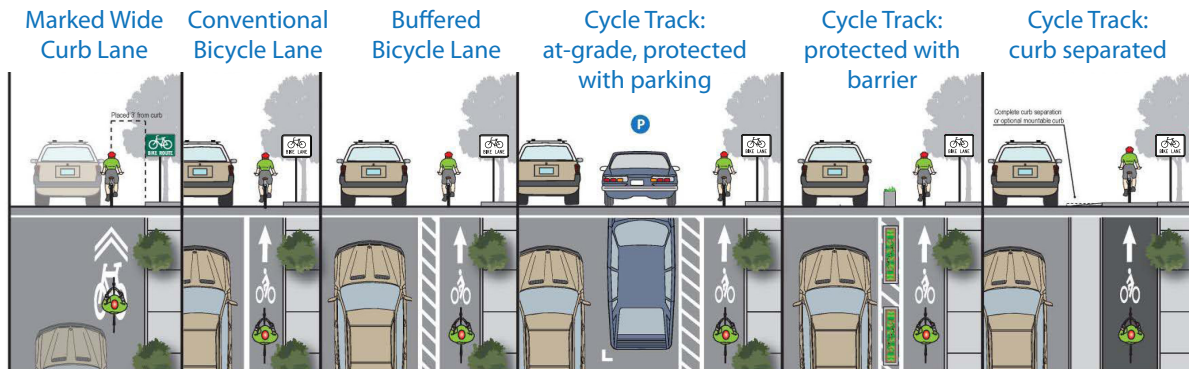 Marked Wide
Curb Lane
Conventional
Bicycle Lane
Buffered
Bicycle Lane
Cycle Track:
at-grade, protected
with parking
Cycle Track:
protected with
barrier
Cycle Track:
curb separated
Placed 3' from curb
BIKE ROUTE
BIKE LANE
BIKE LANE
P
BIKE LANE
BIKE LANE
Complete curb separation
or optional mountable curb
BIKE LANE